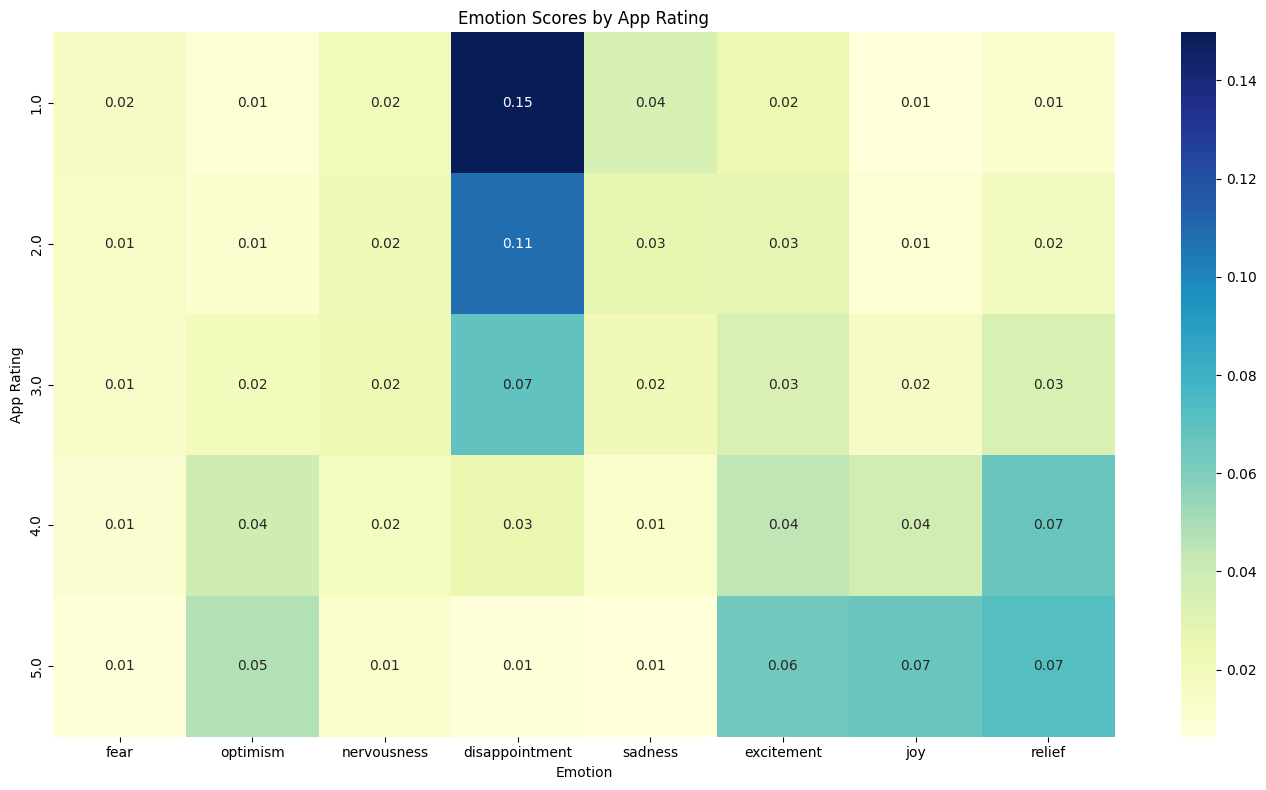 Emotion Scores by App Rating
App Rating
1.0 0.02 0.01 0.02 0.15 0.04 0.02 0.01 0.01
2.0 0.01 0.01 0.02 0.11 0.03 0.03 0.01 0.02
3.0 0.01 0.02 0.02 0.07 0.02 0.03 0.02 0.03
4.0 0.01 0.04 0.02 0.03 0.01 0.04 0.04 0.07
5.0 0.01 0.05 0.01 0.01 0.01 0.06 0.07 0.07
fear optimism nervousness disappointment sadness excitement joy relief
Emotion
0.14
0.12
0.10
0.08
0.06
0.04
0.02